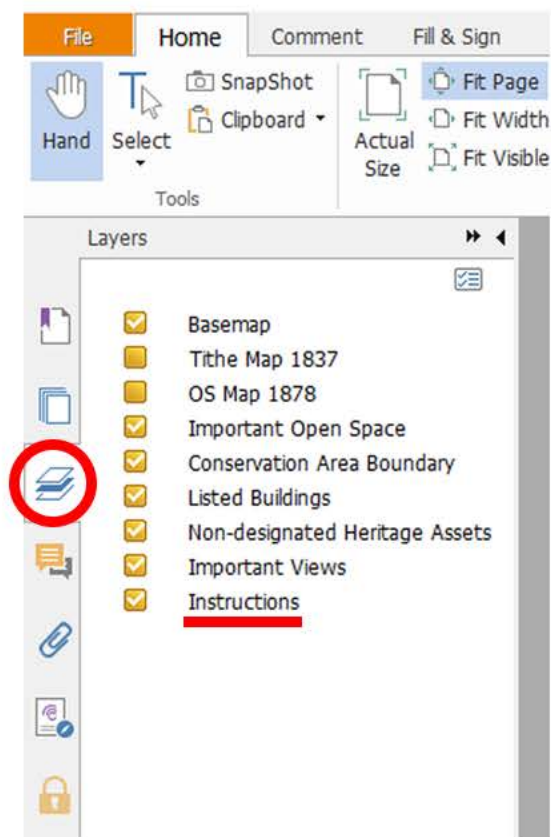 File Home Comment Fill & Sign
SnapShot Fit Page
Clipboard Fit Width
Hand Select Actual Size Fit Visible
Tools
Layers
Basemap
Tithe Map 1837
OS Map 1878
Important Open Space
Conservation Area Boundary
Listed Buildings
Non-designated Heritage Assets
Important Views
Instructions